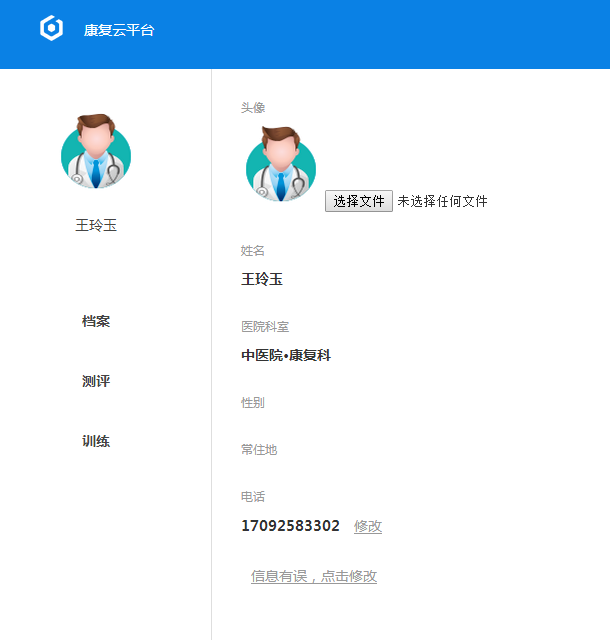 康复云平台
王玲玉
档案
测评
训练
头像
选择文件 未选择任何文件
姓名
王玲玉
医院科室
中医院•康复科
性别
常住地
电话
17092583302 修改
信息有误，点击修改